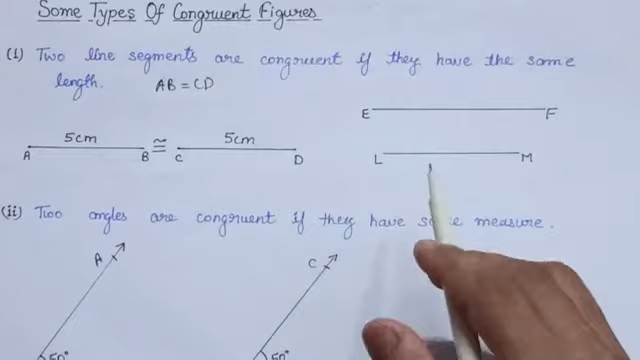 Some Types Of Congruent Figures
(i) Two line segments are congruent if they have the same
length. AB = CD
E F
5cm 5cm
A B ≅ C D
L M
(ii) Two angles are congruent if they have same measure.
A C
50° 50°